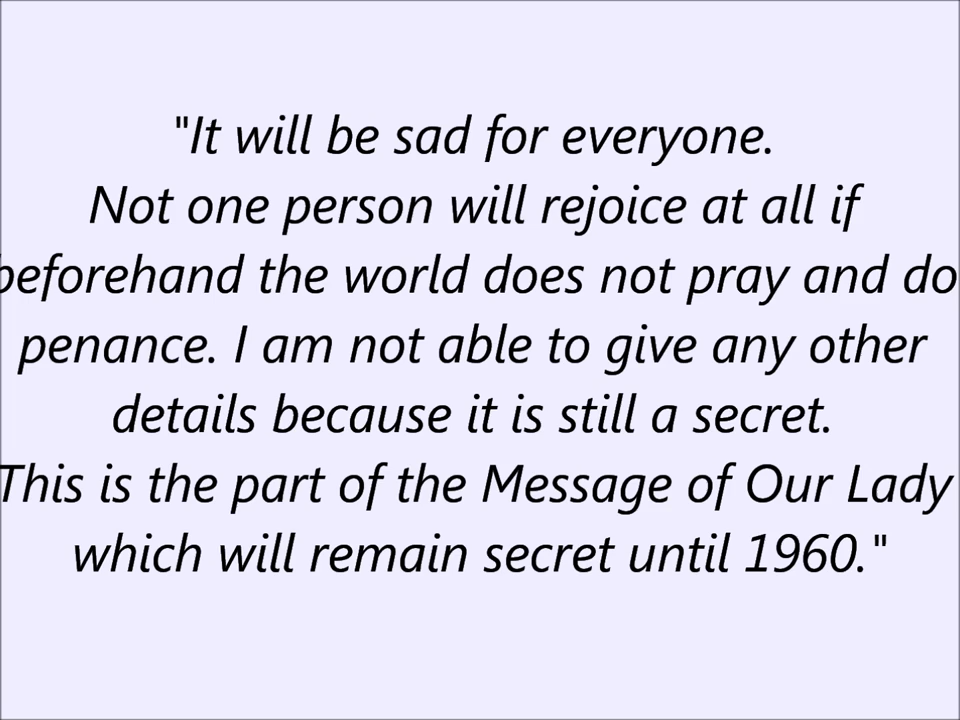 "It will be sad for everyone.
Not one person will rejoice at all if
beforehand the world does not pray and do
penance. I am not able to give any other
details because it is still a secret.
This is the part of the Message of Our Lady
which will remain secret until 1960."